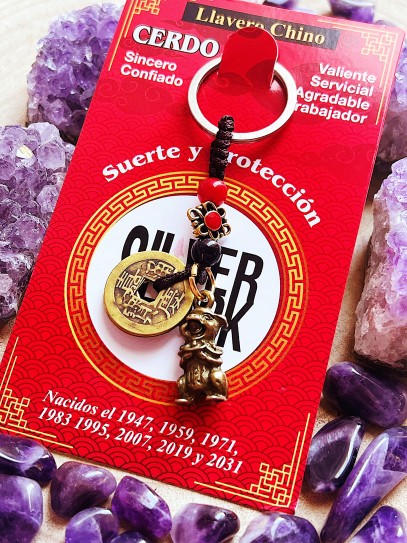 Llavero Chino
CERDO
Sincero
Confiado
Valiente
Servicial
Agradable
Trabajador
Suerte y Protección
Nacidos el 1947, 1959, 1971,
1983 1995, 2007, 2019 y 2031